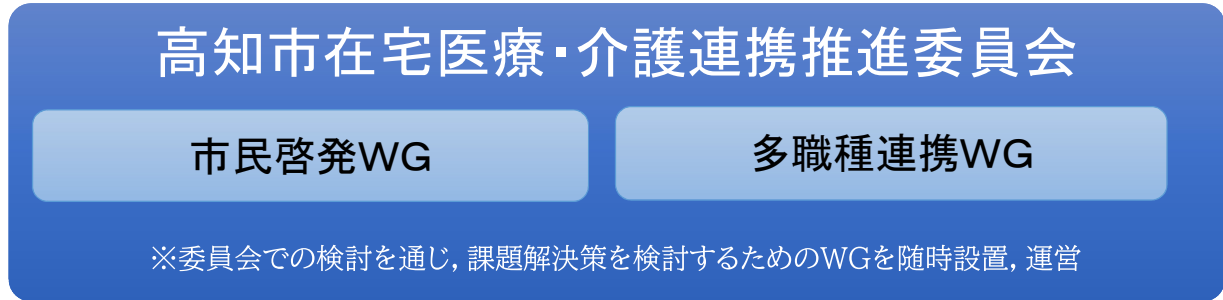 高知市在宅医療・介護連携推進委員会
市民啓発WG
多職種連携WG
※委員会での検討を通じ，課題解決策を検討するためのWGを随時設置，運営